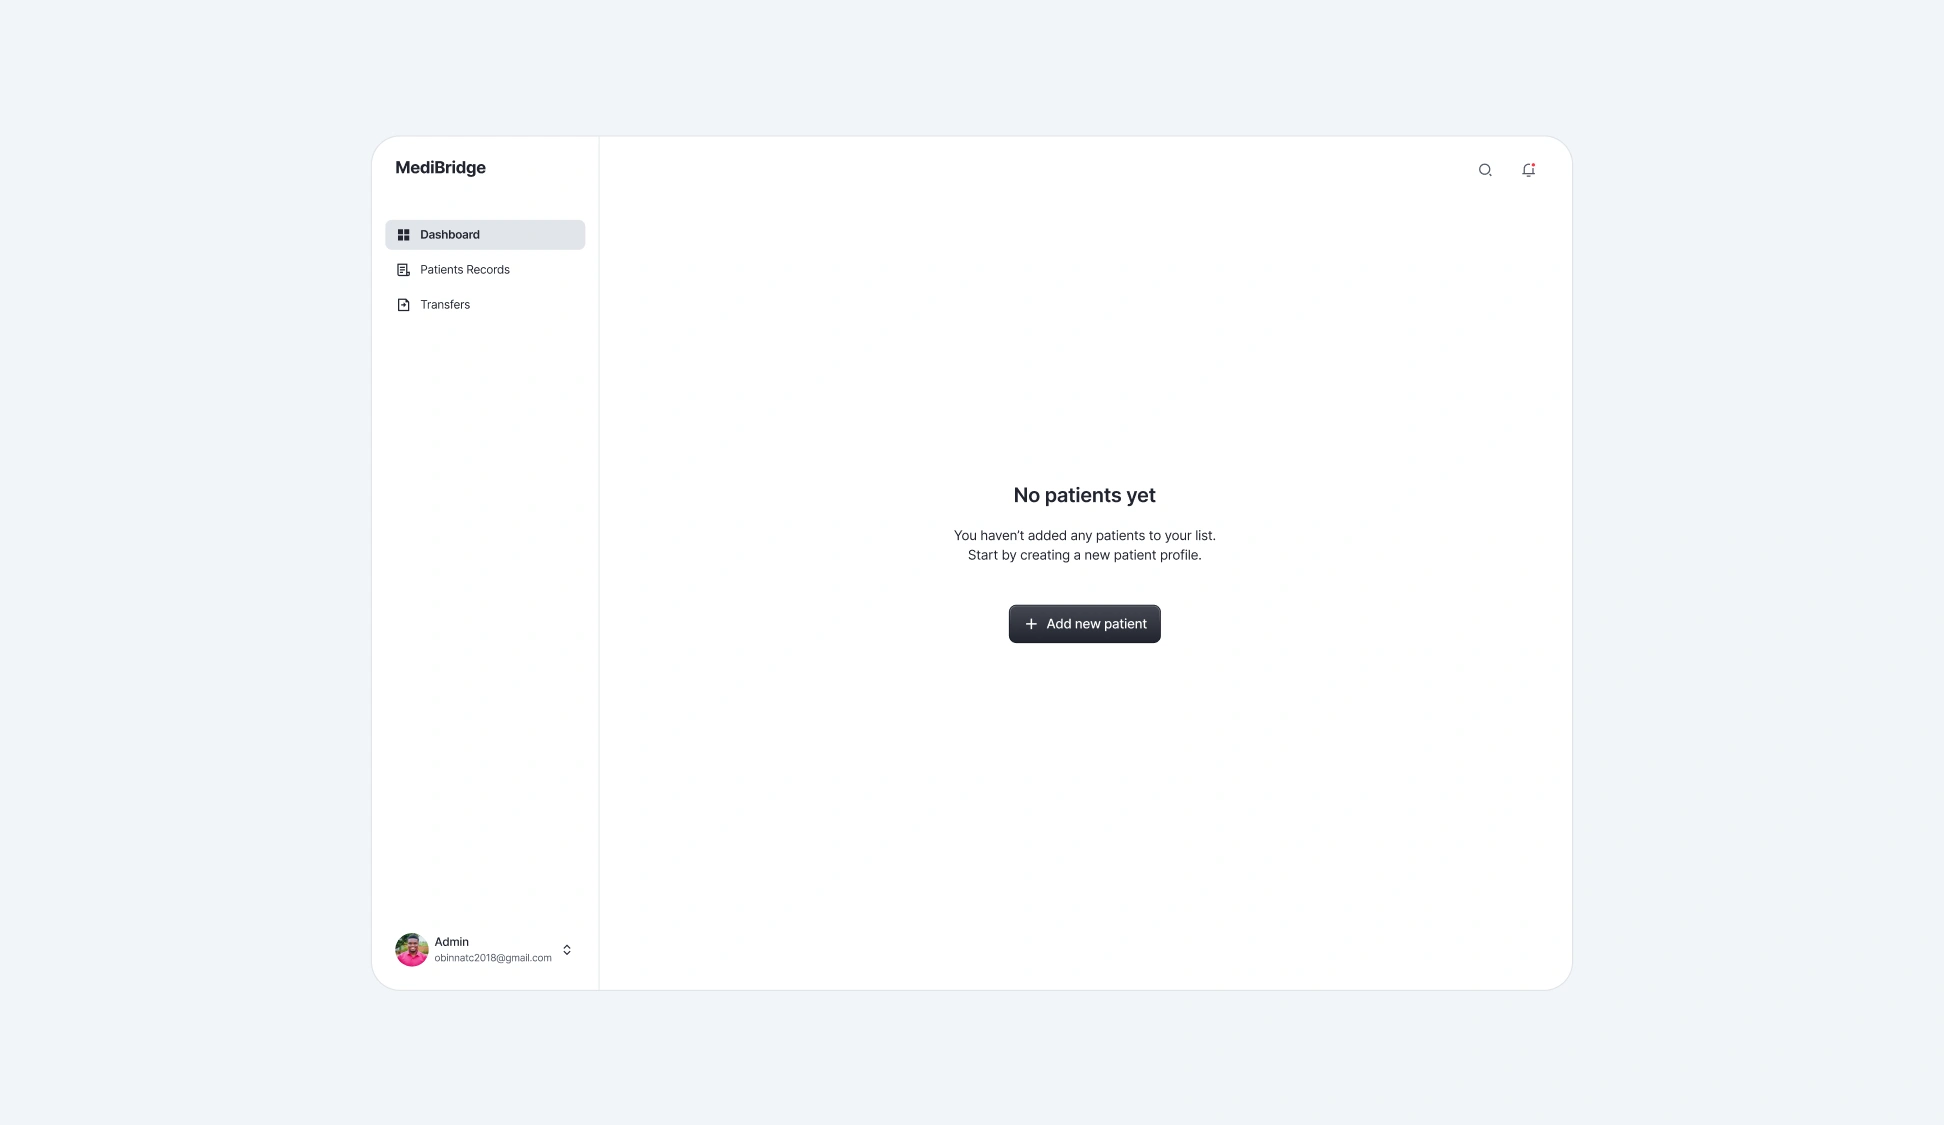 MediBridge
Dashboard
Patients Records
Transfers
No patients yet
You haven’t added any patients to your list.
Start by creating a new patient profile.
Add new patient
Admin
obinnatc2018@gmail.com